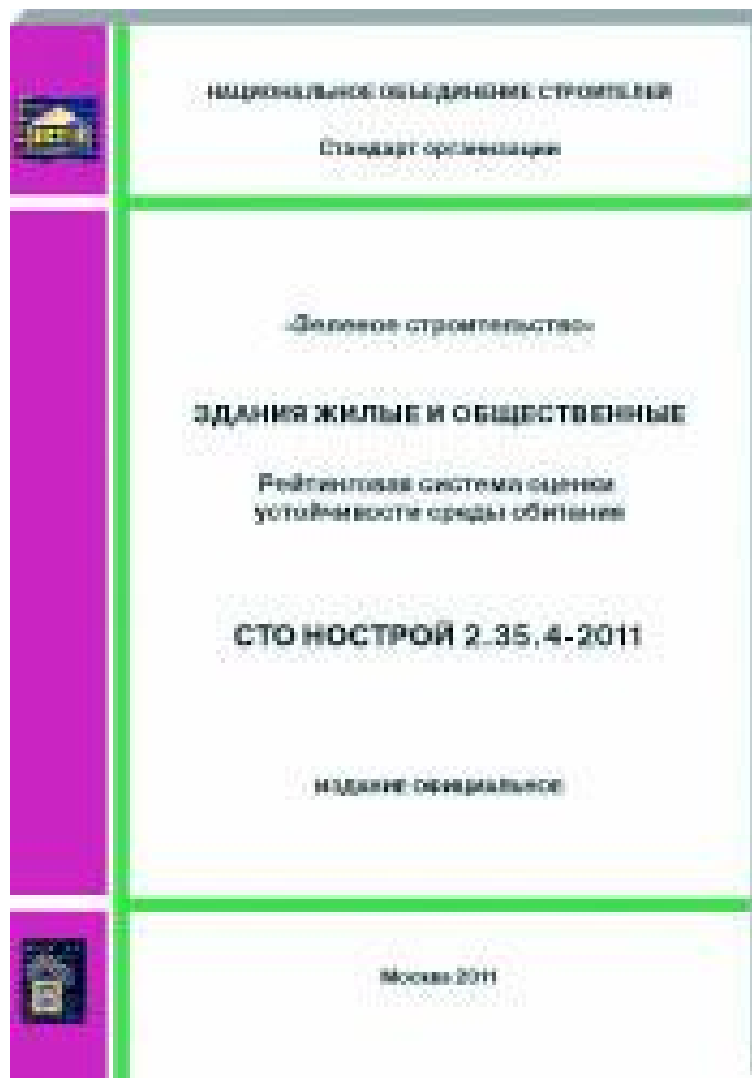 НАЦИОНАЛЬНОЕ ОБЪЕДИНЕНИЕ СТРОИТЕЛЕЙ
Стандарт организации
«Зеленое строительство»
ЗДАНИЯ ЖИЛЫЕ И ОБЩЕСТВЕННЫЕ
Рейтинговая система оценки
устойчивости среды обитания
СТО НОСТРОЙ 2.35.4-2011
ИЗДАНИЕ ОФИЦИАЛЬНОЕ
Москва 2011